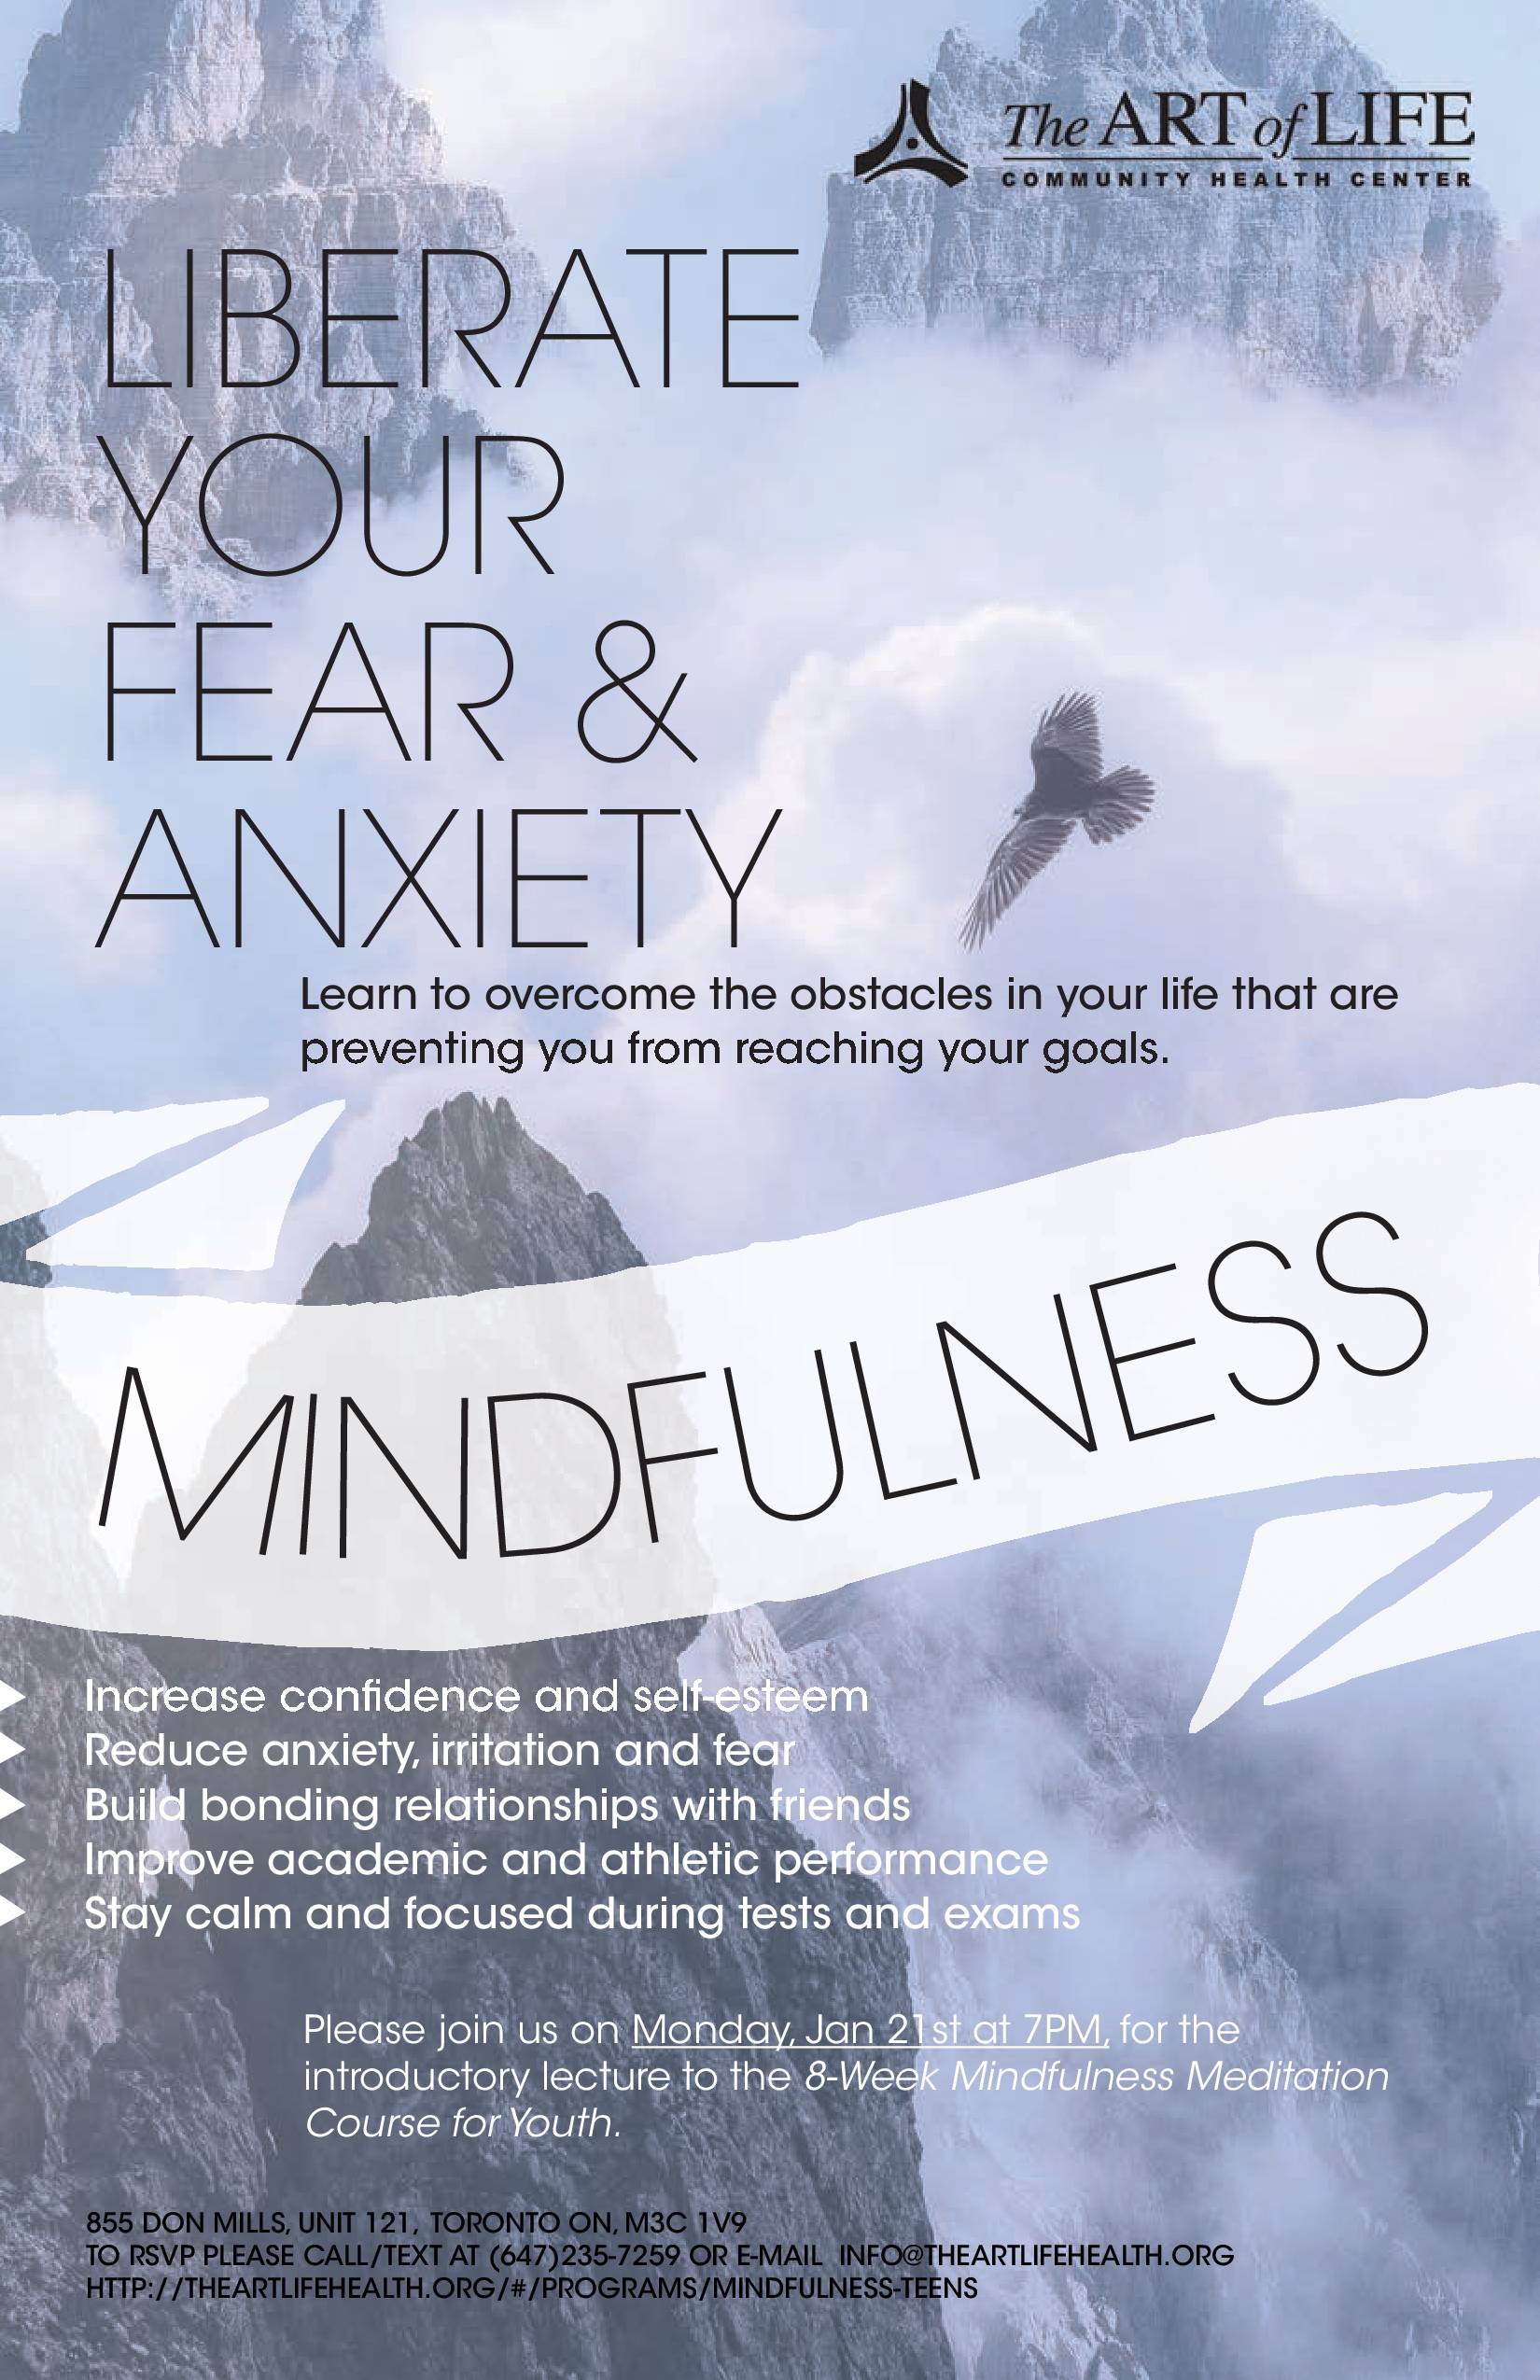 The ART of LIFE
COMMUNITY HEALTH CENTER
LIBERATE
YOUR
FEAR &
ANXIETY
Learn to overcome the obstacles in your life that are
preventing you from reaching your goals.
MINDFULNESS
Increase confidence and self-esteem
Reduce anxiety, irritation and fear
Build bonding relationships with friends
Improve academic and athletic performance
Stay calm and focused during tests and exams
Please join us on Monday, Jan 21st at 7PM, for the
introductory lecture to the 8-Week Mindfulness Meditation
Course for Youth.
855 DON MILLS, UNIT 121, TORONTO ON, M3C 1V9
TO RSVP PLEASE CALL/TEXT AT (647)235-7259 OR E-MAIL INFO@THEARTLIFEHEALTH.ORG
HTTP://THEARTLIFEHEALTH.ORG/#/PROGRAMS/MINDFULNESS-TEENS